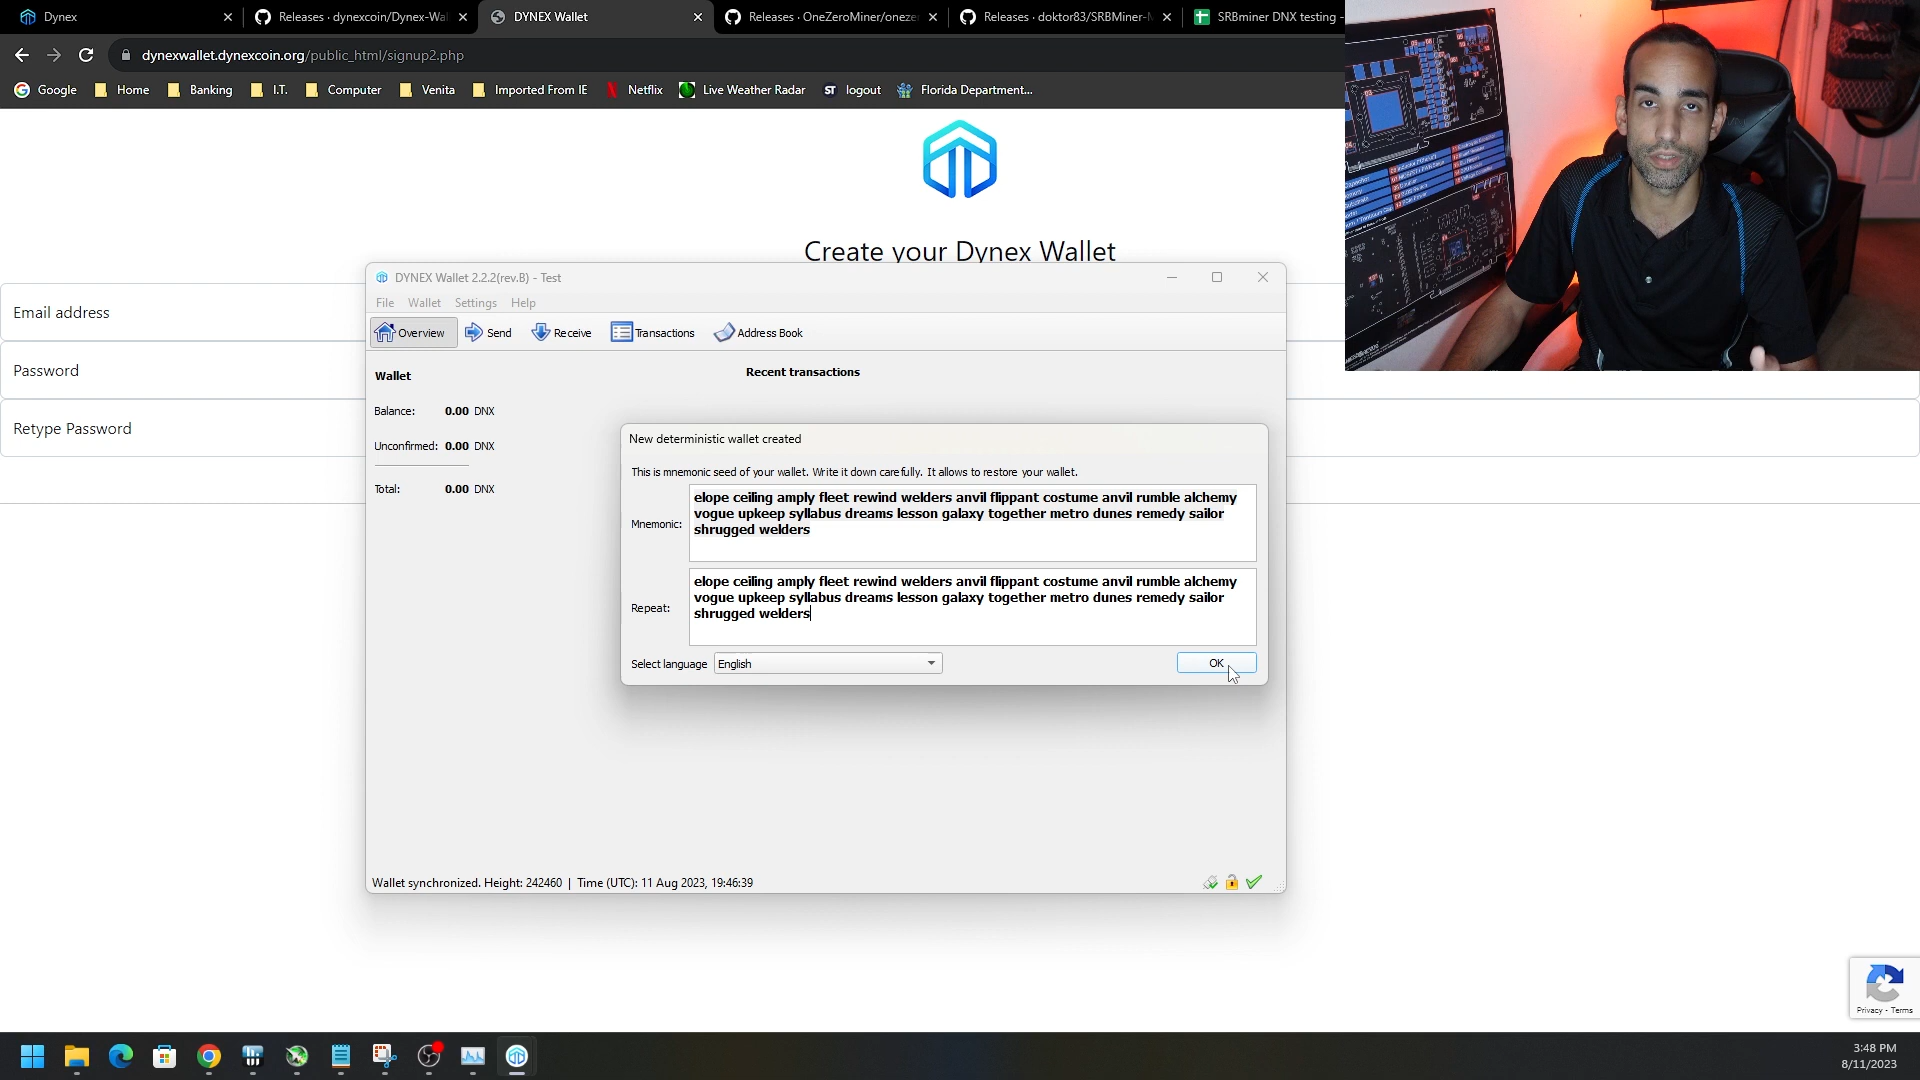 Dynex
Releases · dynexcoin/Dynex-Wal
DYNEX Wallet
Releases · OneZeroMiner/onezer
Releases · doktor83/SRBMiner-M
SRBminer DNX testing -
dynexwallet.dynexcoin.org/public_html/signup2.php
Google
Home
Banking
I.T.
Computer
Venita
Imported From IE
Netflix
Live Weather Radar
ST logout
Florida Department...
Create your Dynex Wallet
Email address
Password
Retype Password
DYNEX Wallet 2.2.2(rev.B) - Test
File Wallet Settings Help
Overview Send Receive Transactions Address Book
Wallet
Recent transactions
Balance: 0.00 DNX
Unconfirmed: 0.00 DNX
Total: 0.00 DNX
New deterministic wallet created
This is mnemonic seed of your wallet. Write it down carefully. It allows to restore your wallet.
Mnemonic:
elope ceiling amply fleet rewind welders anvil flippant costume anvil rumble alchemy
vogue upkeep syllabus dreams lesson galaxy together metro dunes remedy sailor
shrugged welders
Repeat:
elope ceiling amply fleet rewind welders anvil flippant costume anvil rumble alchemy
vogue upkeep syllabus dreams lesson galaxy together metro dunes remedy sailor
shrugged welders
Select language English
OK
Wallet synchronized. Height: 242460 | Time (UTC): 11 Aug 2023, 19:46:39
Privacy - Terms
3:48 PM
8/11/2023